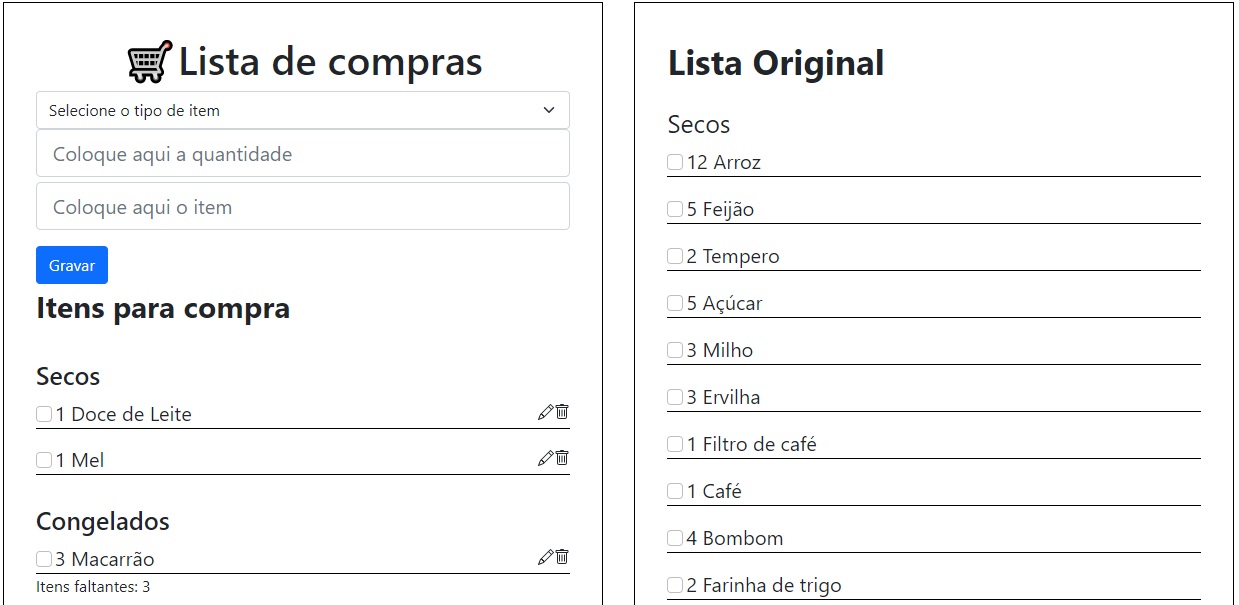 Lista de compras
Selecione o tipo de item
Coloque aqui a quantidade
Coloque aqui o item
Gravar
Itens para compra
Secos
1 Doce de Leite
1 Mel
Congelados
3 Macarrão
Itens faltantes: 3
Lista Original
Secos
12 Arroz
5 Feijão
2 Tempero
5 Açúcar
3 Milho
3 Ervilha
1 Filtro de café
1 Café
4 Bombom
2 Farinha de trigo